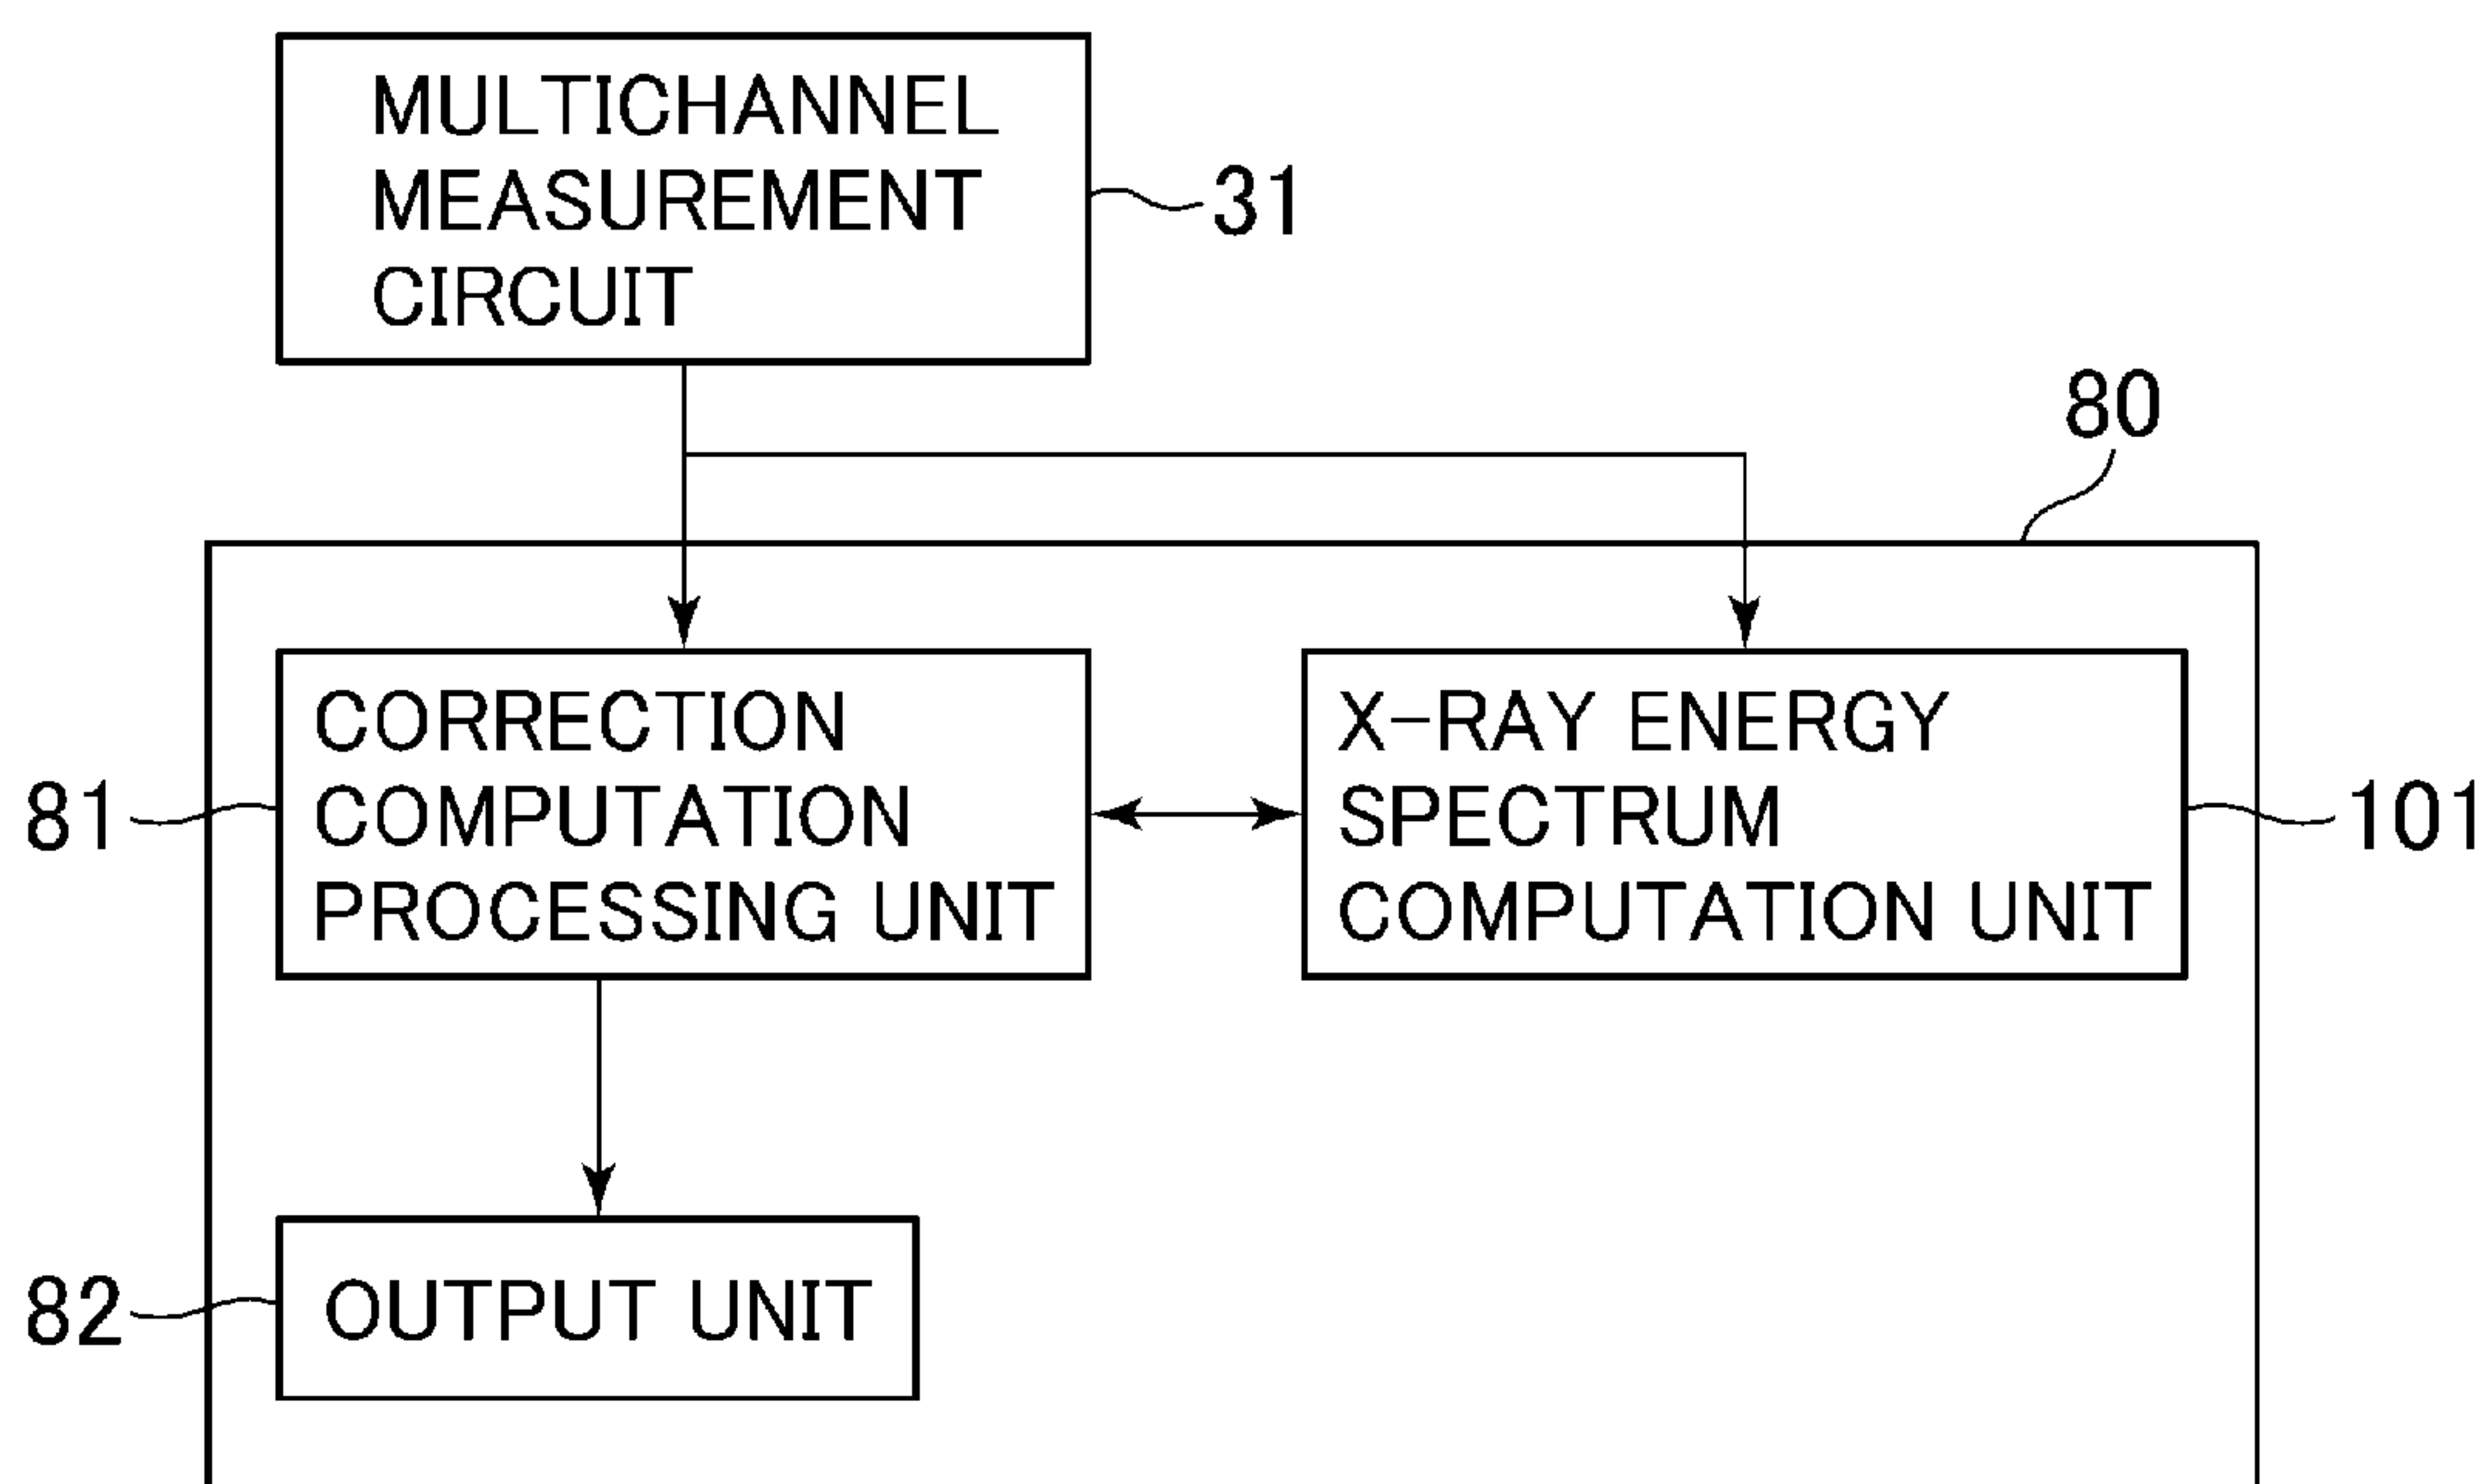 MULTICHANNEL
MEASUREMENT
CIRCUIT
31
80
CORRECTION
COMPUTATION
PROCESSING UNIT
81
X-RAY ENERGY
SPECTRUM
COMPUTATION UNIT
101
OUTPUT UNIT
82